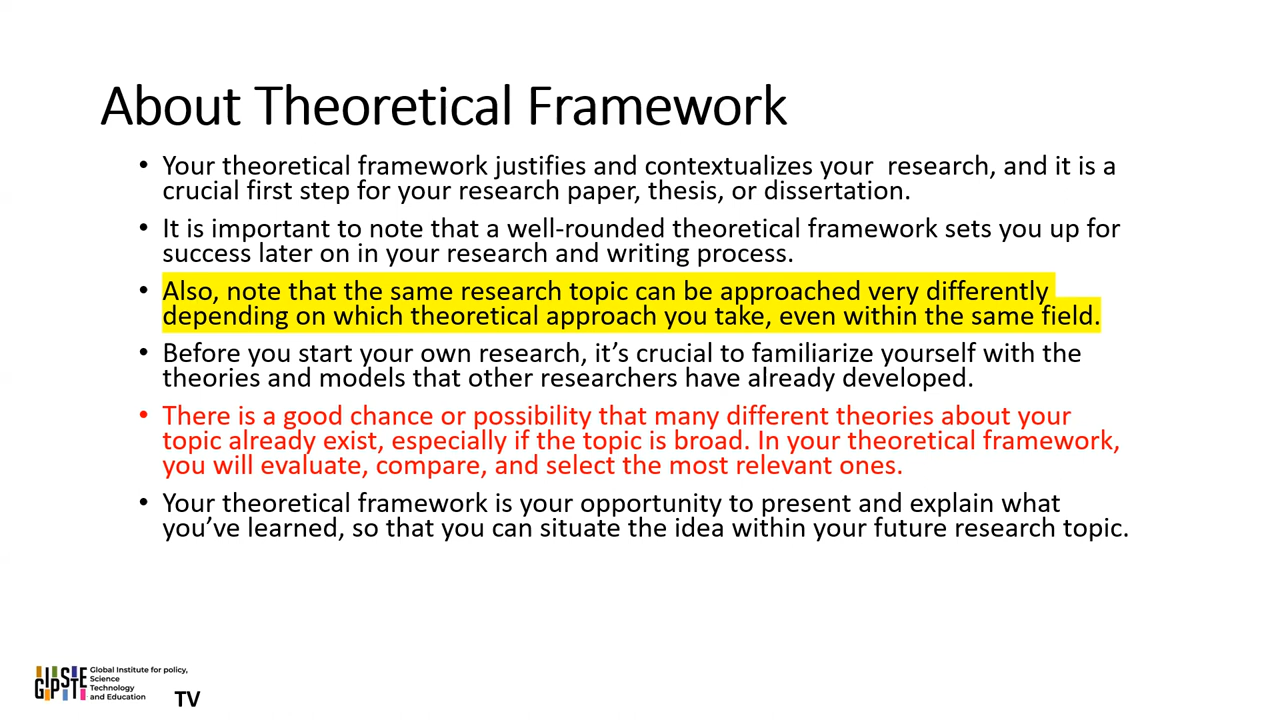 About Theoretical Framework
• Your theoretical framework justifies and contextualizes your  research, and it is a
crucial first step for your research paper, thesis, or dissertation.
• It is important to note that a well-rounded theoretical framework sets you up for
success later on in your research and writing process.
• Also, note that the same research topic can be approached very differently
depending on which theoretical approach you take, even within the same field.
• Before you start your own research, it’s crucial to familiarize yourself with the
theories and models that other researchers have already developed.
• There is a good chance or possibility that many different theories about your
topic already exist, especially if the topic is broad. In your theoretical framework,
you will evaluate, compare, and select the most relevant ones.
• Your theoretical framework is your opportunity to present and explain what
you’ve learned, so that you can situate the idea within your future research topic.
Global Institute for policy,
Science
Technology
and Education
TV